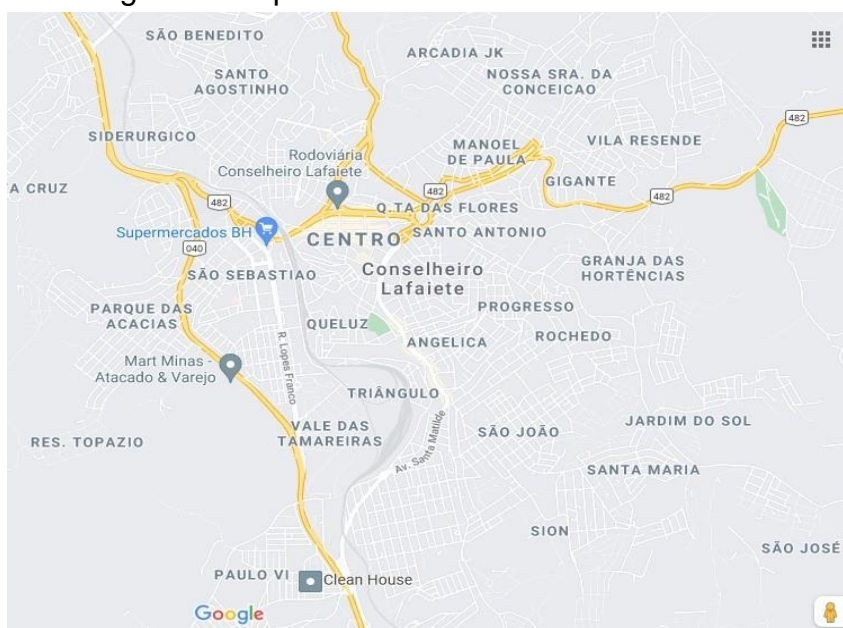 SÃO BENEDITO
ARCADIA JK
SANTO
AGOSTINHO
NOSSA SRA. DA
CONCEICAO
482
SIDERURGICO
MANOEL
DE PAULA
VILA RESENDE
Rodoviária
Conselheiro Lafaiete
GIGANTE
A CRUZ
482
482
482
Q.TA DAS FLORES
Supermercados BH
CENTRO
SANTO ANTONIO
040
Conselheiro
Lafaiete
GRANJA DAS
HORTÊNCIAS
SÃO SEBASTIAO
PARQUE DAS
ACACIAS
PROGRESSO
QUELUZ
ANGELICA
ROCHEDO
R. Lopes Franco
Mart Minas -
Atacado & Varejo
TRIÂNGULO
VALE DAS
TAMAREIRAS
JARDIM DO SOL
RES. TOPAZIO
SÃO JOÃO
Av. Santa Matilde
SANTA MARIA
SION
SÃO JOSÉ
PAULO VI
Clean House
Google